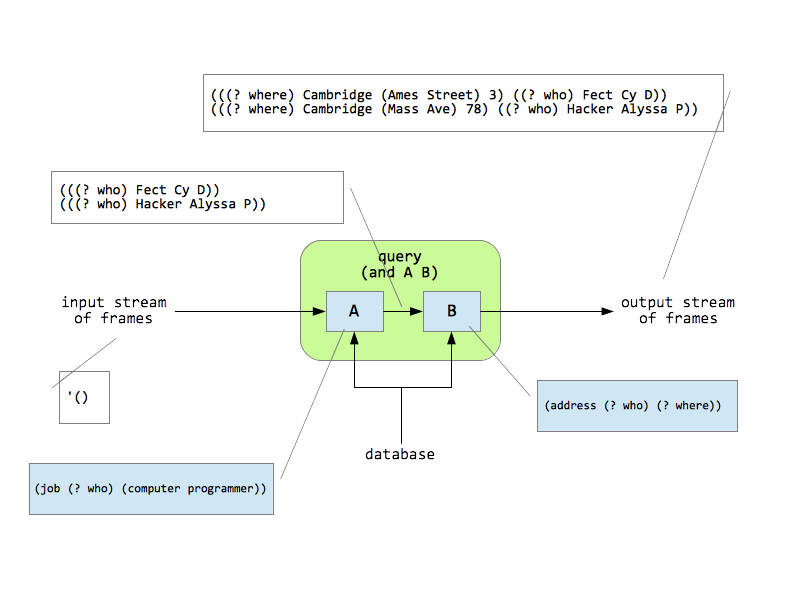 (((? where) Cambridge (Ames Street) 3) ((? who) Fect Cy D))
(((? where) Cambridge (Mass Ave) 78) ((? who) Hacker Alyssa P))
(((? who) Fect Cy D))
(((? who) Hacker Alyssa P))
query
(and A B)
input stream
of frames
A
B
output stream
of frames
'()
(address (? who) (? where))
database
(job (? who) (computer programmer))